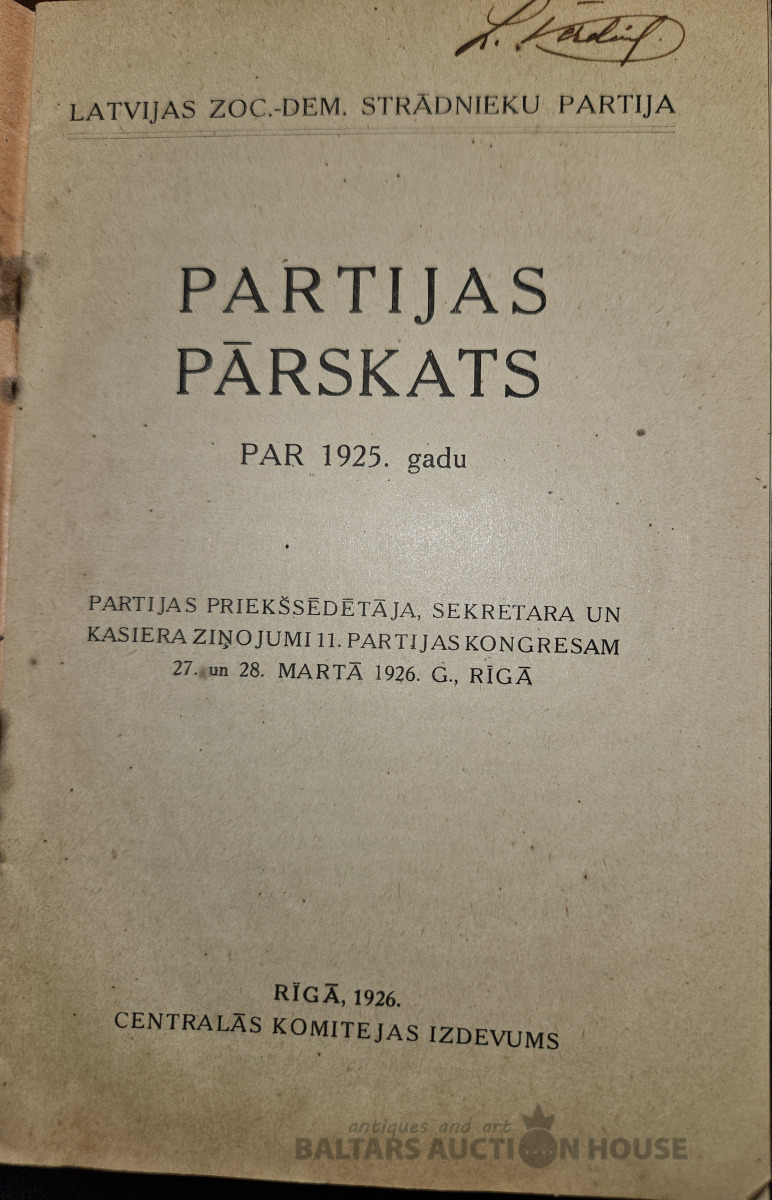 LATVIJAS ZOC.-DEM. STRĀDNIEKU PARTIJA
PARTIJAS
PĀRSKATS
PAR 1925. gadu
PARTIJAS PRIEKŠSĒDĒTĀJA, SEKRETARA UN
KASIERA ZIŅOJUMI 11. PARTIJAS KONGRESAM
27. un 28. MARTĀ 1926. G., RĪGĀ
RĪGĀ, 1926.
CENTRALĀS KOMITEJAS IZDEVUMS
antiques and art
BALTARS AUCTION HOUSE